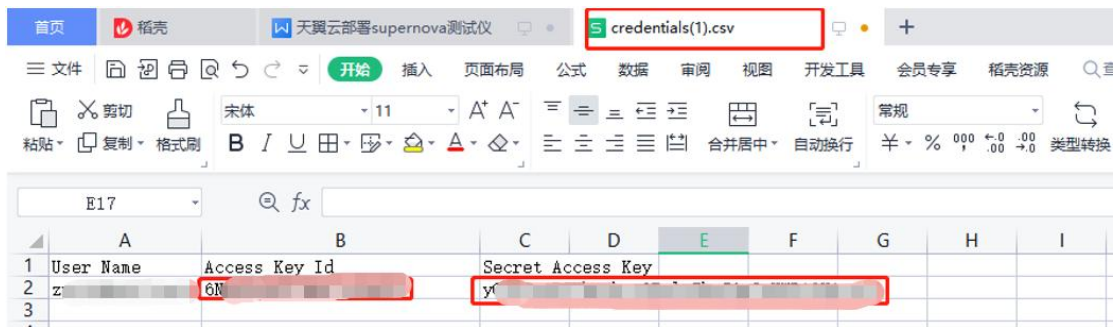 首页 稻壳 天翼云部署supernova测试仪 credentials(1).csv +
文件 开始 插入 页面布局 公式 数据 审阅 视图 开发工具 会员专享 稻壳资源
剪切 宋体 11 A+ A- 常规
粘贴 复制 格式刷 B I U A 合并居中 自动换行 ¥ % 000 类型转换
E17 fx
A B C D E F G H I
1 User Name Access Key Id Secret Access Key
2
3